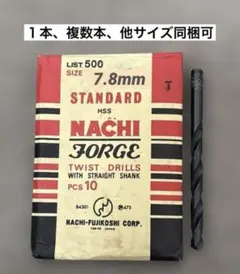 １本、複数本、他サイズ同梱可
LIST 500
SIZE 7.8mm
STANDARD
HSS
NACHI
FORGE
TWIST DRILLS
WITH STRAIGHT SHANK
PCS 10
NACHI-FUJIKOSHI CORP.